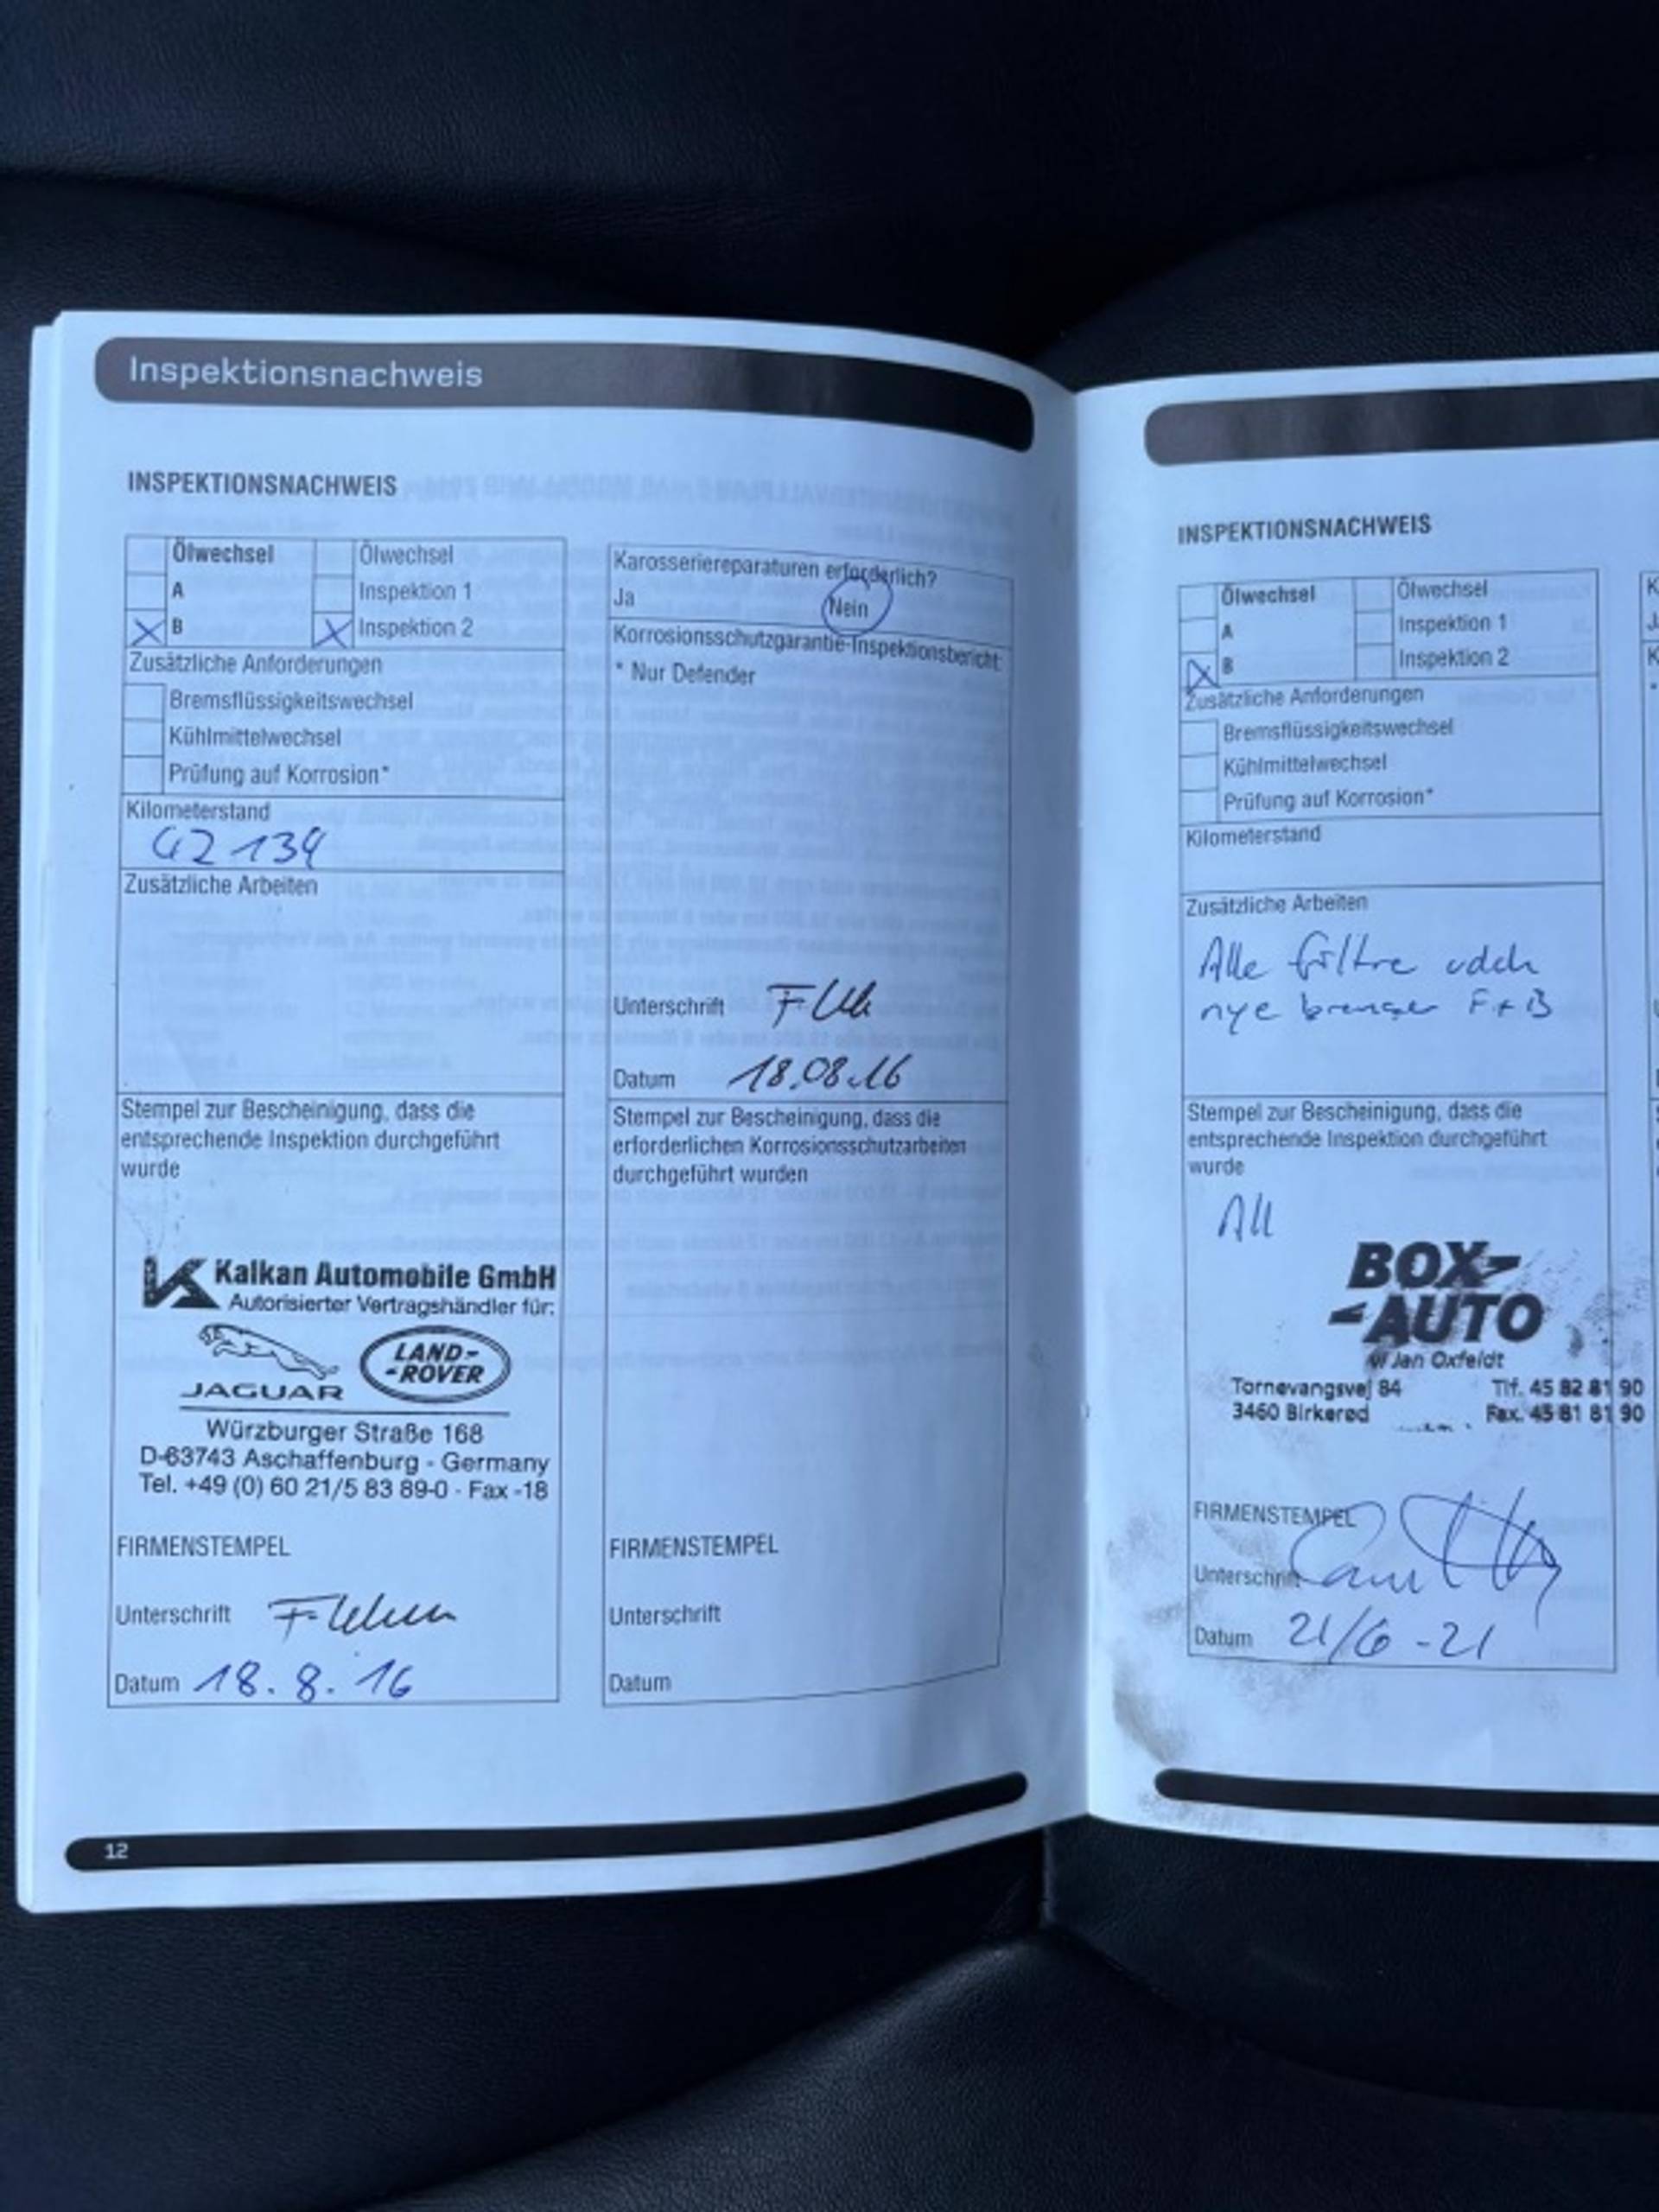 Inspektionsnachweis
INSPEKTIONSNACHWEIS
Ölwechsel
A
X B
Ölwechsel
Inspektion 1
X Inspektion 2
Zusätzliche Anforderungen
Bremsflüssigkeitswechsel
Kühlmittelwechsel
Prüfung auf Korrosion*
Kilometerstand
42134
Zusätzliche Arbeiten
Stempel zur Bescheinigung, dass die
entsprechende Inspektion durchgeführt
wurde
K Kalkan Automobile GmbH
Autorisierter Vertragshändler für:
JAGUAR
LAND-
-ROVER
Würzburger Straße 168
D-63743 Aschaffenburg - Germany
Tel. +49 (0) 60 21/5 83 89-0 - Fax -18
FIRMENSTEMPEL
Unterschrift
Datum 18.8.16
Karosseriereparaturen erforderlich?
Ja Nein
Korrosionsschutzgarantie-Inspektionsbericht:
* Nur Defender
Unterschrift
Datum 18.08.16
Stempel zur Bescheinigung, dass die
erforderlichen Korrosionsschutzarbeiten
durchgeführt wurden
FIRMENSTEMPEL
Unterschrift
Datum
12
INSPEKTIONSNACHWEIS
Ölwechsel
A
X B
Ölwechsel
Inspektion 1
Inspektion 2
Zusätzliche Anforderungen
Bremsflüssigkeitswechsel
Kühlmittelwechsel
Prüfung auf Korrosion*
Kilometerstand
Zusätzliche Arbeiten
Alle filtre
nye bremser F+B
Stempel zur Bescheinigung, dass die
entsprechende Inspektion durchgeführt
wurde
All
BOX-
-AUTO
v/Jan Oxfeldt
Tornevangsvej 84 Tlf. 45 82 81 90
3460 Birkerød Fax. 45 81 81 90
FIRMENSTEMPEL
Unterschrift
Datum 21/6-21